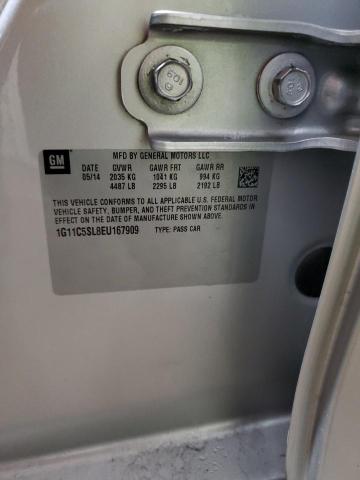 GM
MFD BY GENERAL MOTORS LLC
DATE GVWR GAWR FRT GAWR RR
05/14 2035 KG 1041 KG 994 KG
4487 LB 2295 LB 2192 LB
THIS VEHICLE CONFORMS TO ALL APPLICABLE U.S. FEDERAL MOTOR
VEHICLE SAFETY, BUMPER, AND THEFT PREVENTION STANDARDS IN
EFFECT ON THE DATE OF MANUFACTURE SHOWN ABOVE.
1G11C5SL8EU167909 TYPE: PASS CAR